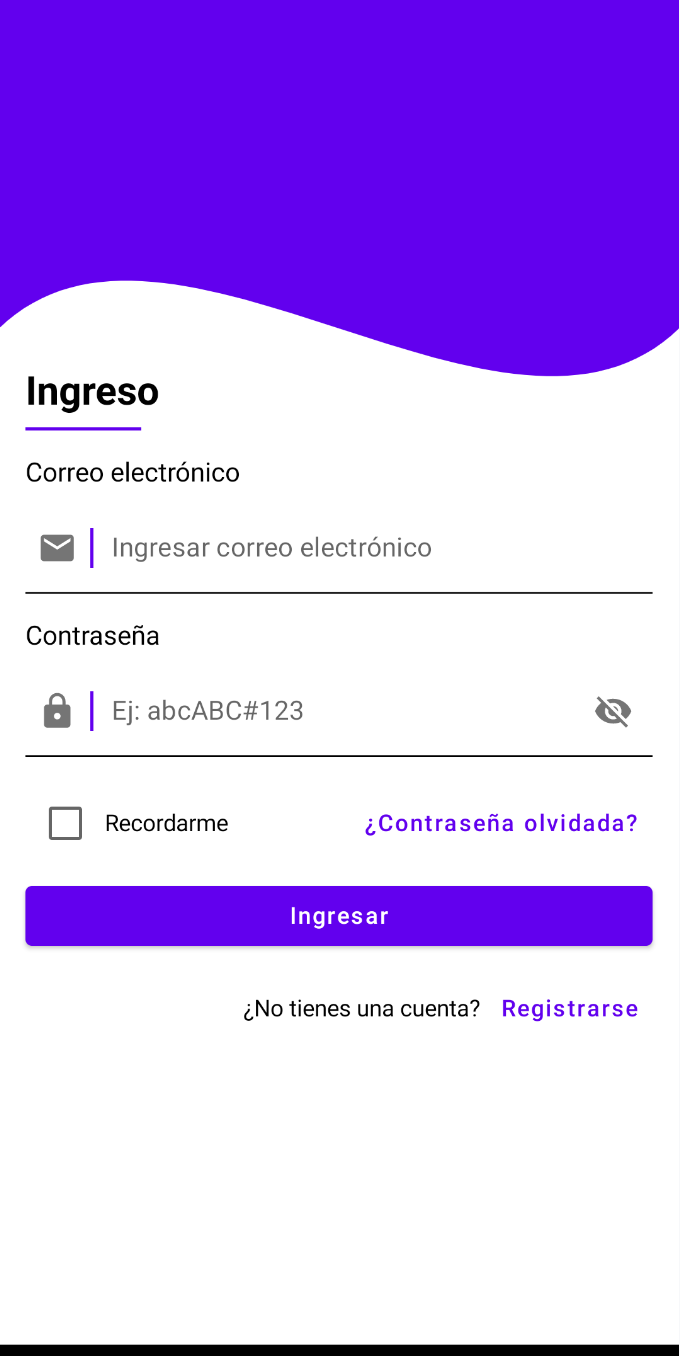 Ingreso
Correo electrónico
Ingresar correo electrónico
Contraseña
Ej: abcABC#123
Recordarme ¿Contraseña olvidada?
Ingresar
¿No tienes una cuenta? Registrarse